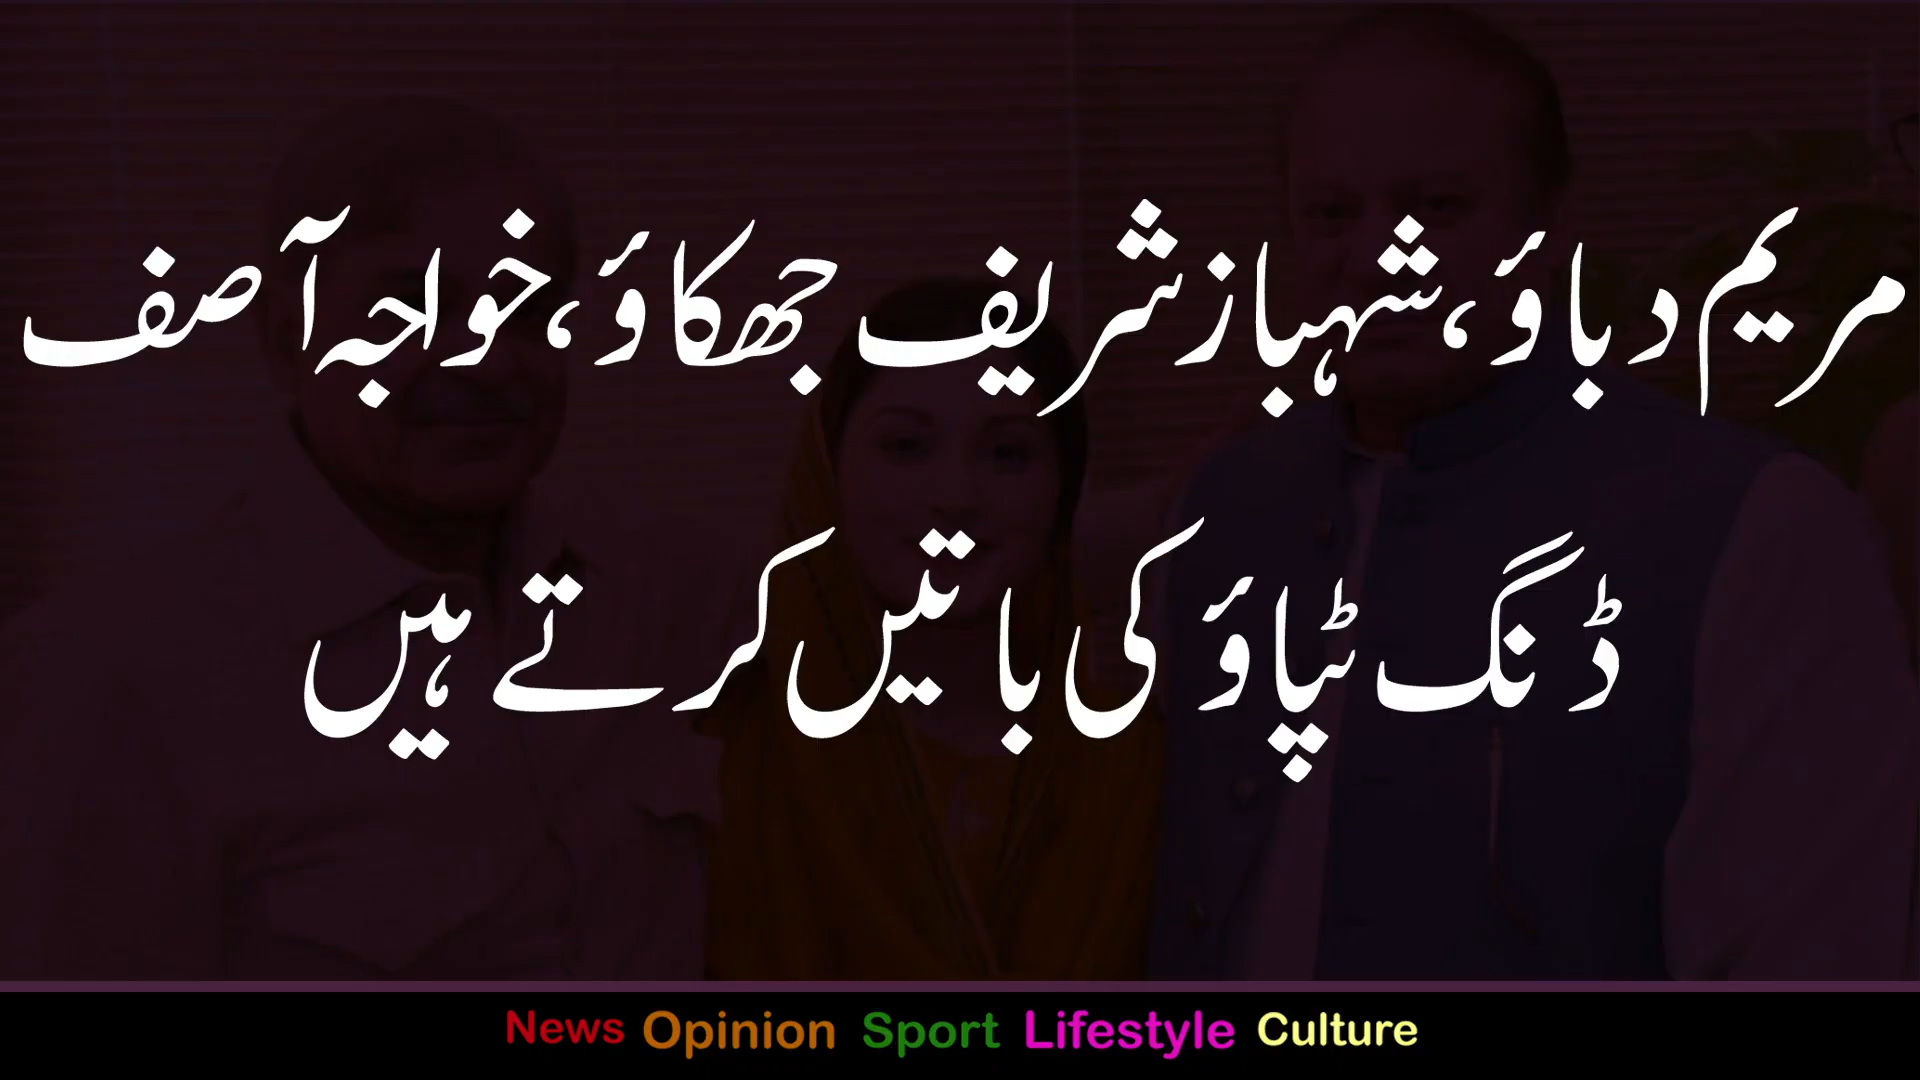 مریم دباؤ، شہباز شریف جھکاؤ، خواجہ آصف
ڈنگ ٹپاؤ کی باتیں کرتے ہیں
News Opinion Sport Lifestyle Culture